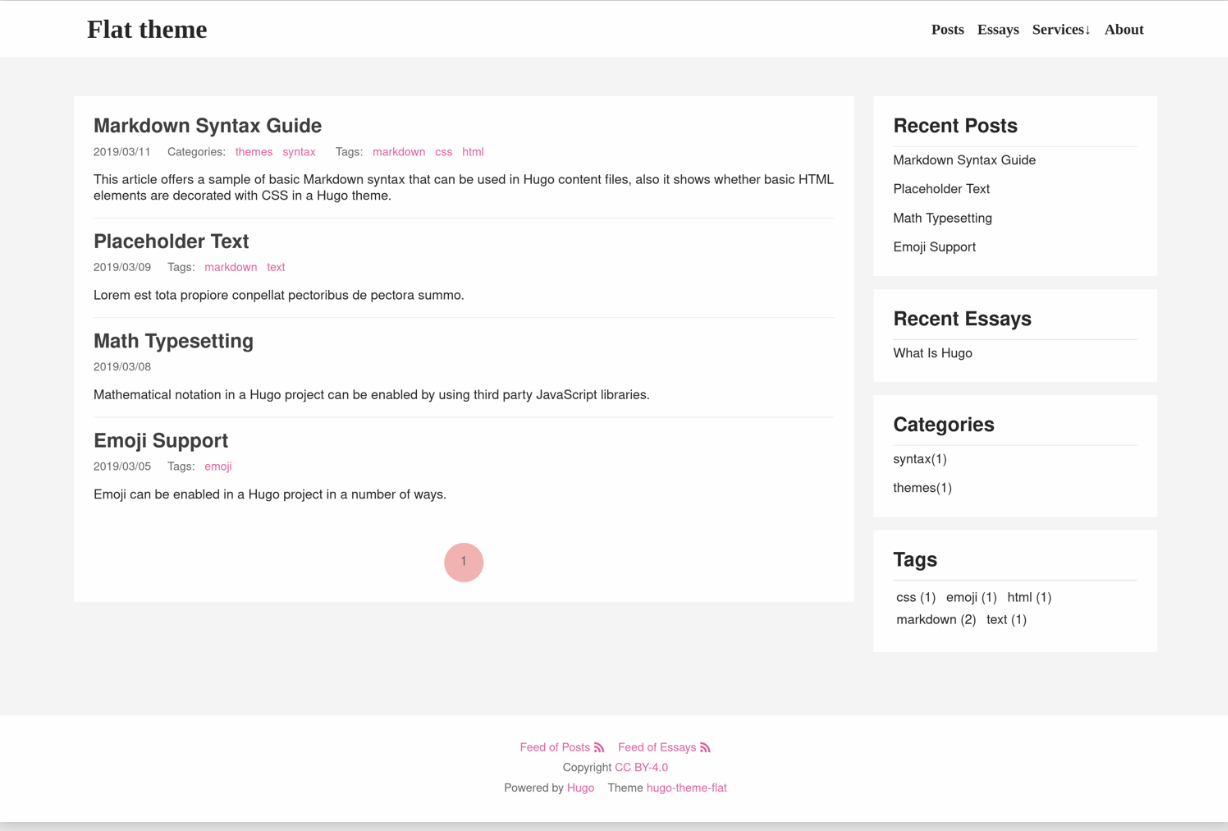 Flat theme
Posts Essays Services↓ About
Markdown Syntax Guide
2019/03/11 Categories: themes syntax Tags: markdown css html
This article offers a sample of basic Markdown syntax that can be used in Hugo content files, also it shows whether basic HTML
elements are decorated with CSS in a Hugo theme.
Placeholder Text
2019/03/09 Tags: markdown text
Lorem est tota propiore conpellat pectoribus de pectora summo.
Math Typesetting
2019/03/08
Mathematical notation in a Hugo project can be enabled by using third party JavaScript libraries.
Emoji Support
2019/03/05 Tags: emoji
Emoji can be enabled in a Hugo project in a number of ways.
1
Recent Posts
Markdown Syntax Guide
Placeholder Text
Math Typesetting
Emoji Support
Recent Essays
What Is Hugo
Categories
syntax(1)
themes(1)
Tags
css (1) emoji (1) html (1)
markdown (2) text (1)
Feed of Posts Feed of Essays
Copyright CC BY-4.0
Powered by Hugo Theme hugo-theme-flat